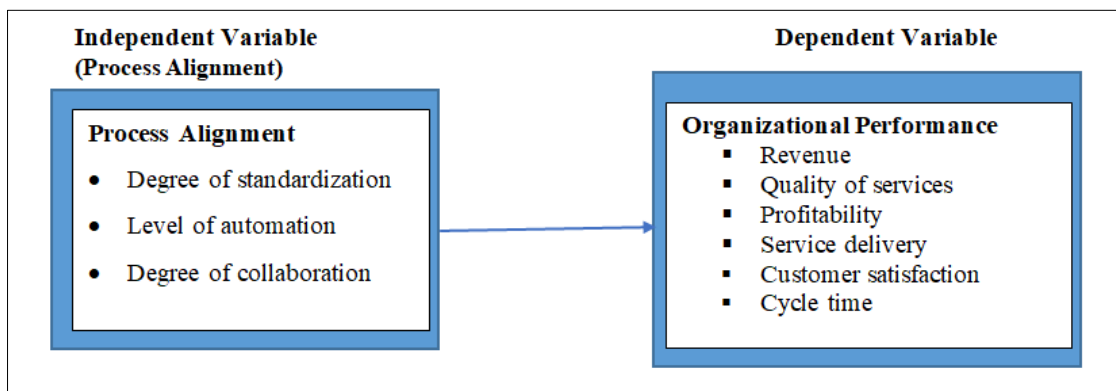 Independent Variable
(Process Alignment)
Process Alignment
● Degree of standardization
● Level of automation
● Degree of collaboration
Dependent Variable
Organizational Performance
▪ Revenue
▪ Quality of services
▪ Profitability
▪ Service delivery
▪ Customer satisfaction
▪ Cycle time